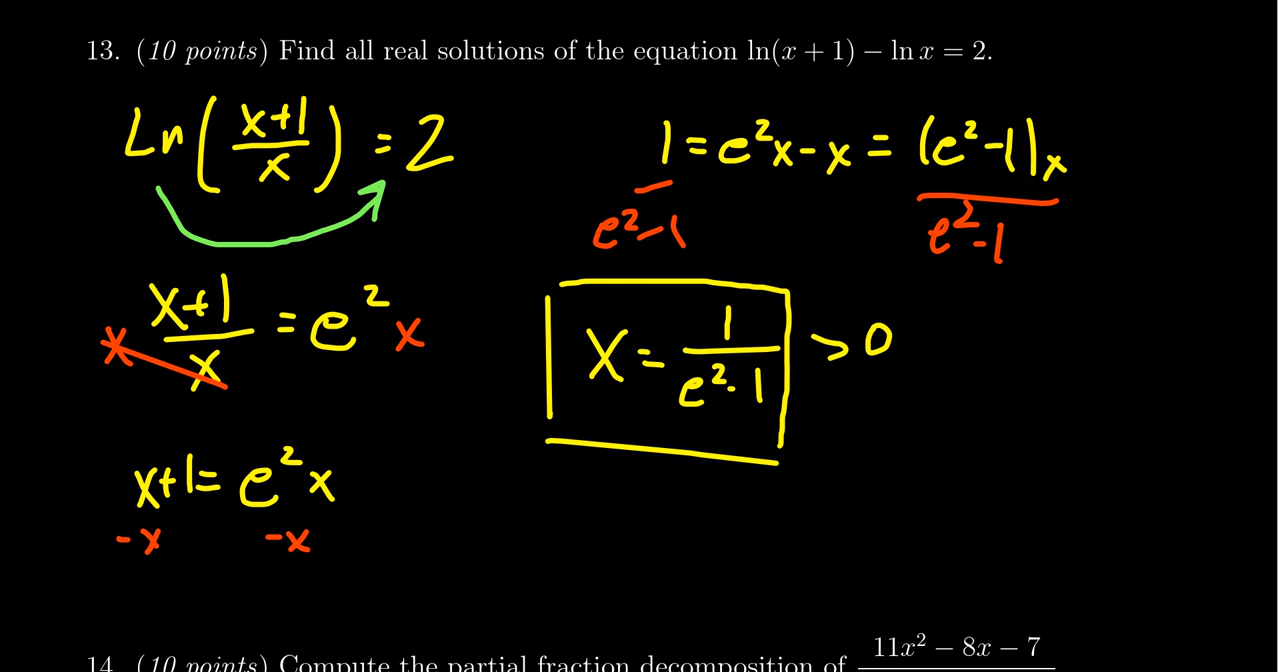 13. (10 points) Find all real solutions of the equation ln(x + 1) − ln x = 2.
Ln(x+1/x) = 2
x x+1/x = e² x
x+1 = e² x
-x -x
1 = e²x - x = (e²-1)x
e²-1 e²-1
x = 1/e²-1 > 0
14. (10 points) Compute the partial fraction decomposition of 11x² − 8x − 7